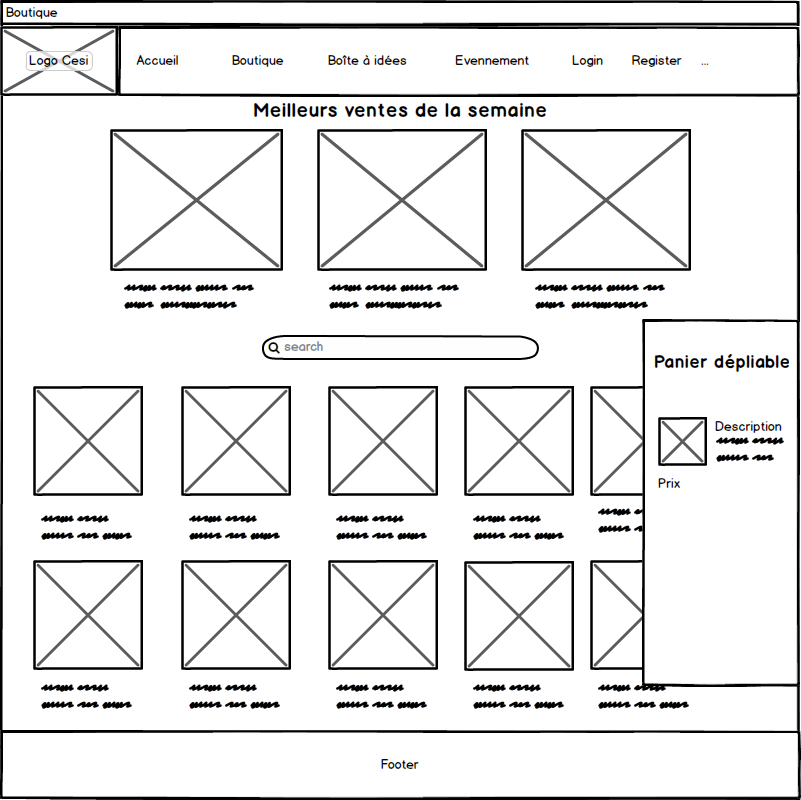 Boutique
Logo Cesi
Accueil Boutique Boîte à idées Evennement Login Register ...
Meilleurs ventes de la semaine
search
Panier dépliable
Description
Prix
Footer